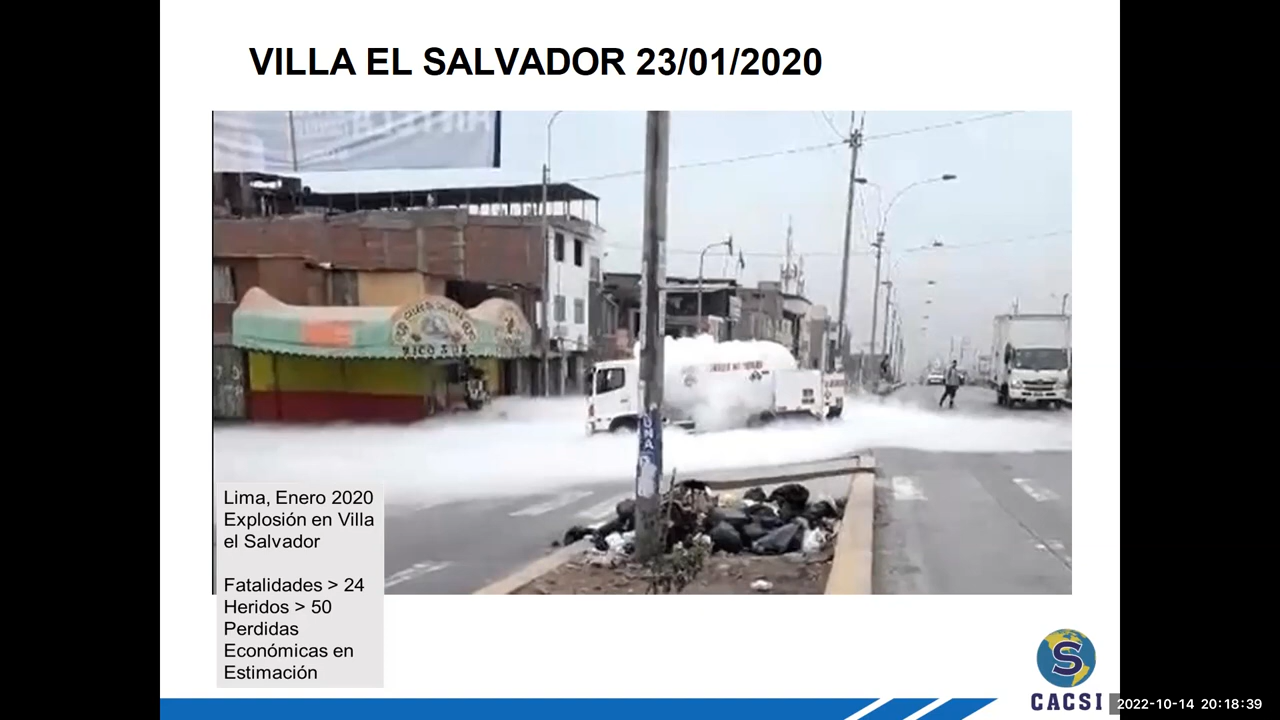 VILLA EL SALVADOR 23/01/2020
UNA
Lima, Enero 2020
Explosión en Villa
el Salvador
Fatalidades > 24
Heridos > 50
Perdidas
Económicas en
Estimación
S
CACSI
2022-10-14 20:18:39